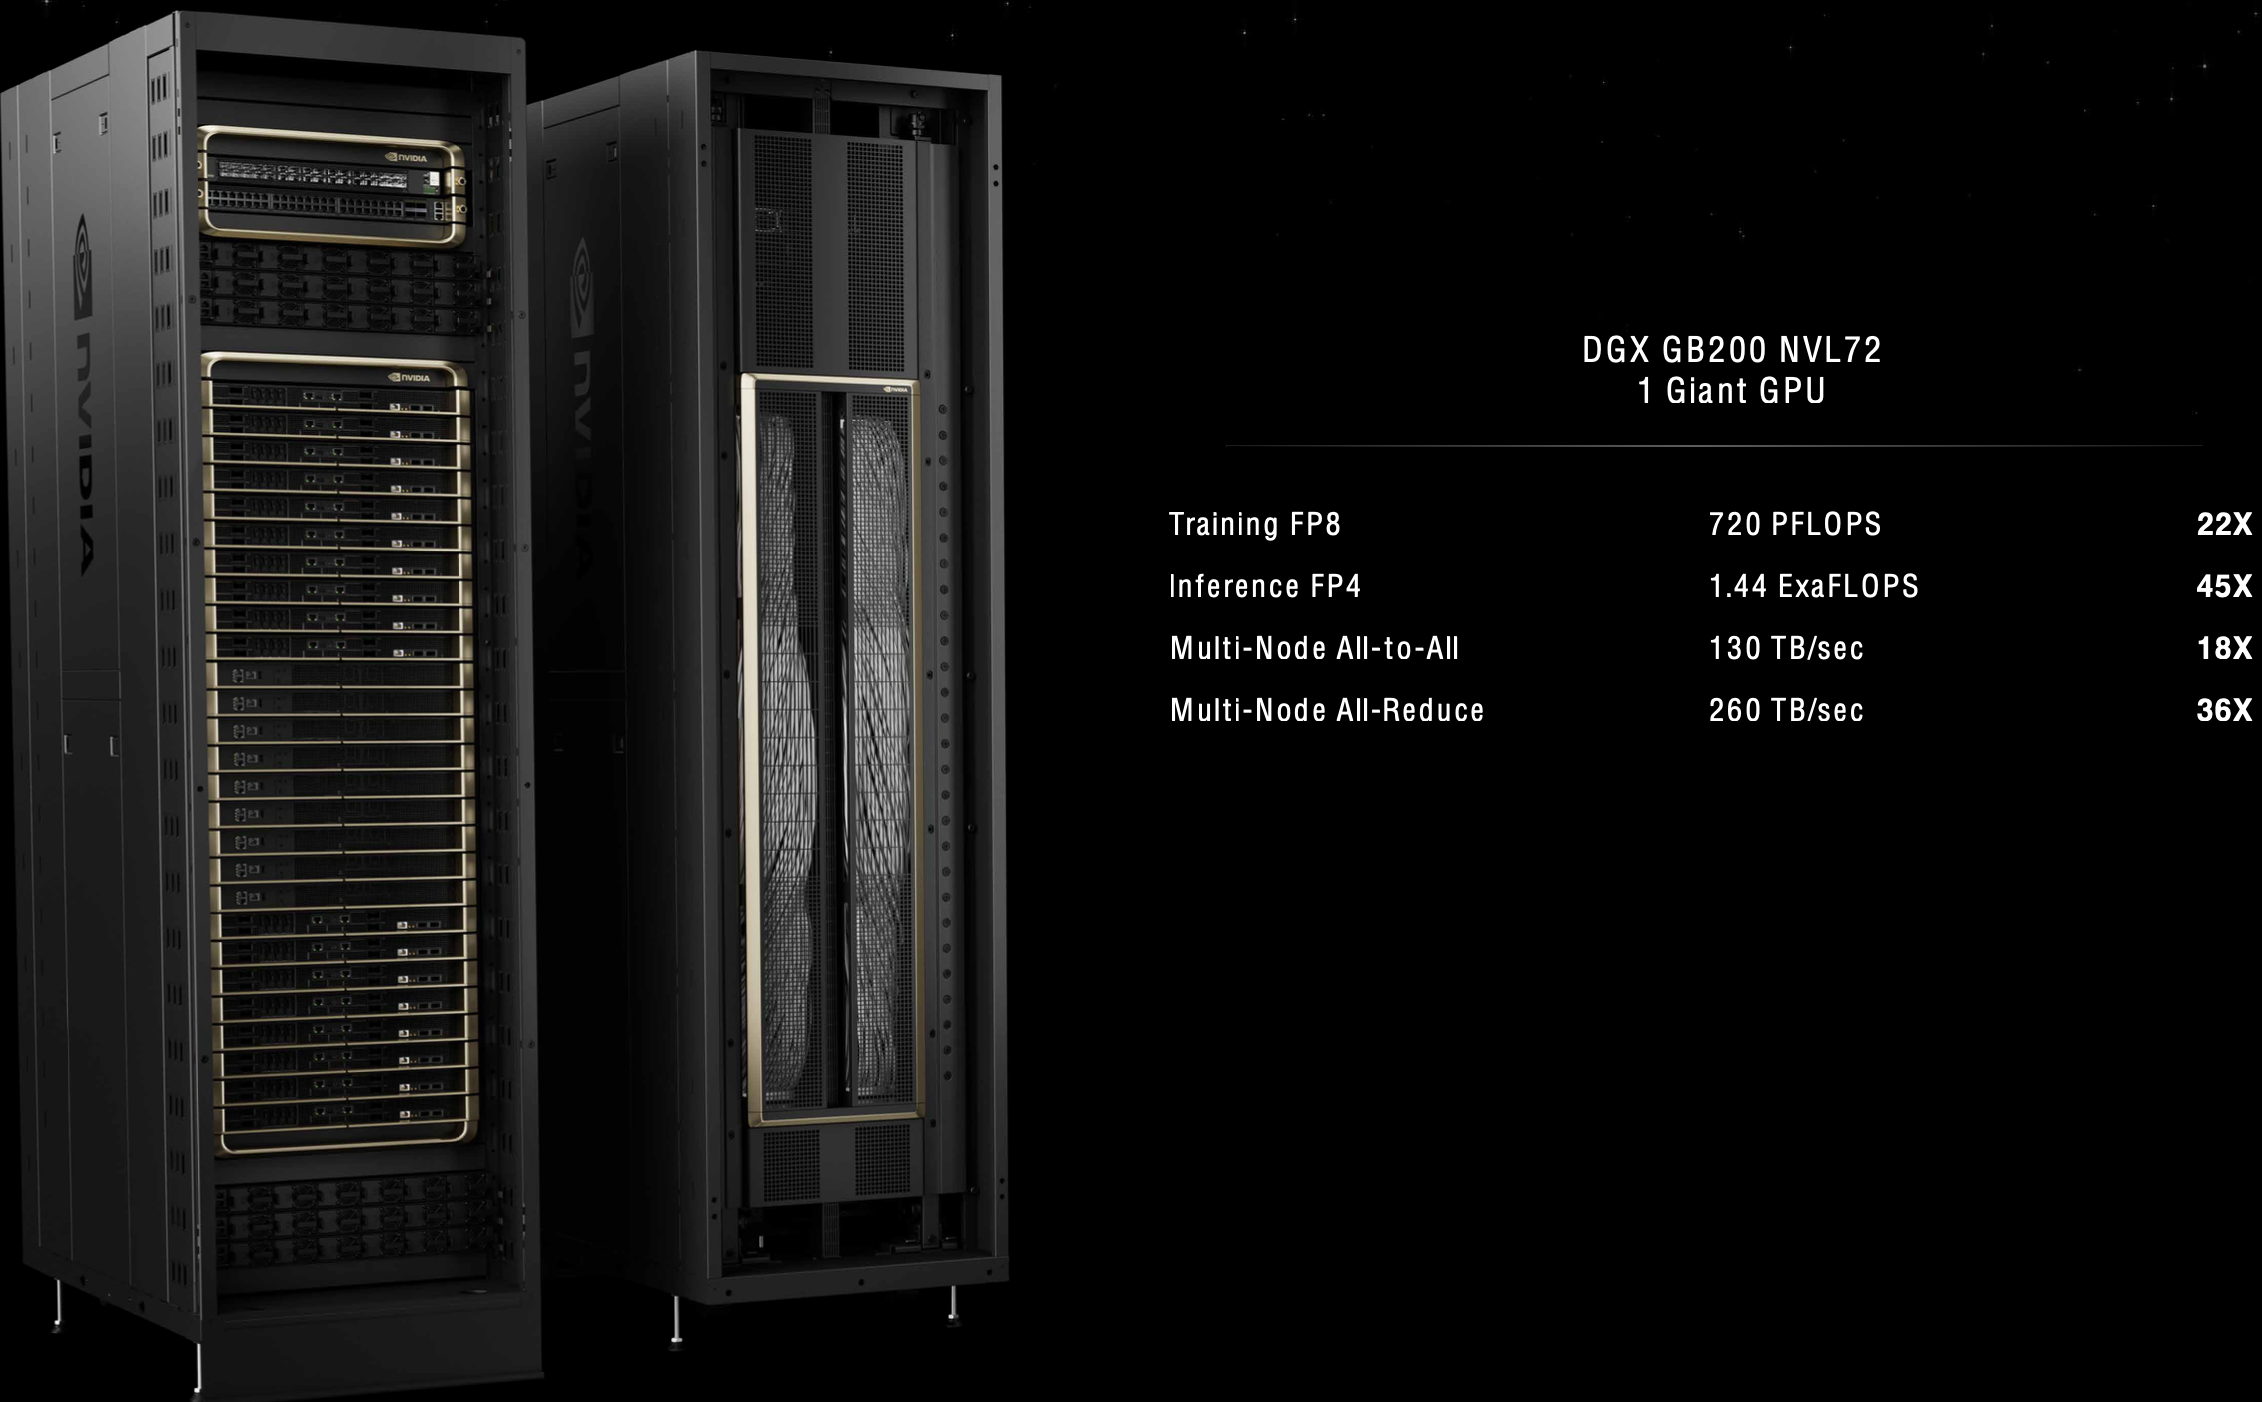 NVIDIA
NVIDIA
NVIDIA
NVIDIA
NVIDIA
DGX GB200 NVL72
1 Giant GPU
Training FP8 720 PFLOPS 22X
Inference FP4 1.44 ExaFLOPS 45X
Multi-Node All-to-All 130 TB/sec 18X
Multi-Node All-Reduce 260 TB/sec 36X